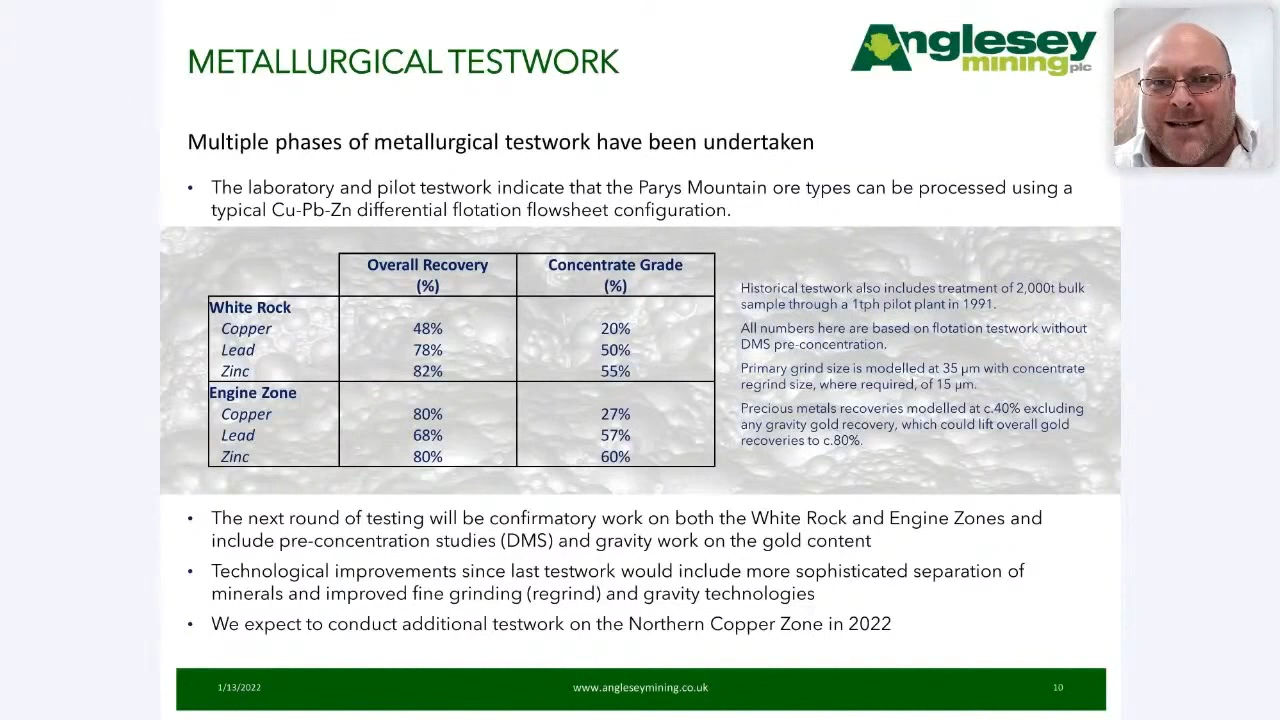 METALLURGICAL TESTWORK
Anglesey
mining plc
Multiple phases of metallurgical testwork have been undertaken
• The laboratory and pilot testwork indicate that the Parys Mountain ore types can be processed using a
typical Cu-Pb-Zn differential flotation flowsheet configuration.
Overall Recovery Concentrate Grade
(%) (%)
White Rock
Copper 48% 20%
Lead 78% 50%
Zinc 82% 55%
Engine Zone
Copper 80% 27%
Lead 68% 57%
Zinc 80% 60%
Historical testwork also includes treatment of 2,000t bulk
sample through a 1tph pilot plant in 1991.
All numbers here are based on flotation testwork without
DMS pre-concentration.
Primary grind size is modelled at 35 µm with concentrate
regrind size, where required, of 15 µm.
Precious metals recoveries modelled at c.40% excluding
any gravity gold recovery, which could lift overall gold
recoveries to c.80%.
• The next round of testing will be confirmatory work on both the White Rock and Engine Zones and
include pre-concentration studies (DMS) and gravity work on the gold content
• Technological improvements since last testwork would include more sophisticated separation of
minerals and improved fine grinding (regrind) and gravity technologies
• We expect to conduct additional testwork on the Northern Copper Zone in 2022
1/13/2022 www.angleseymining.co.uk 10